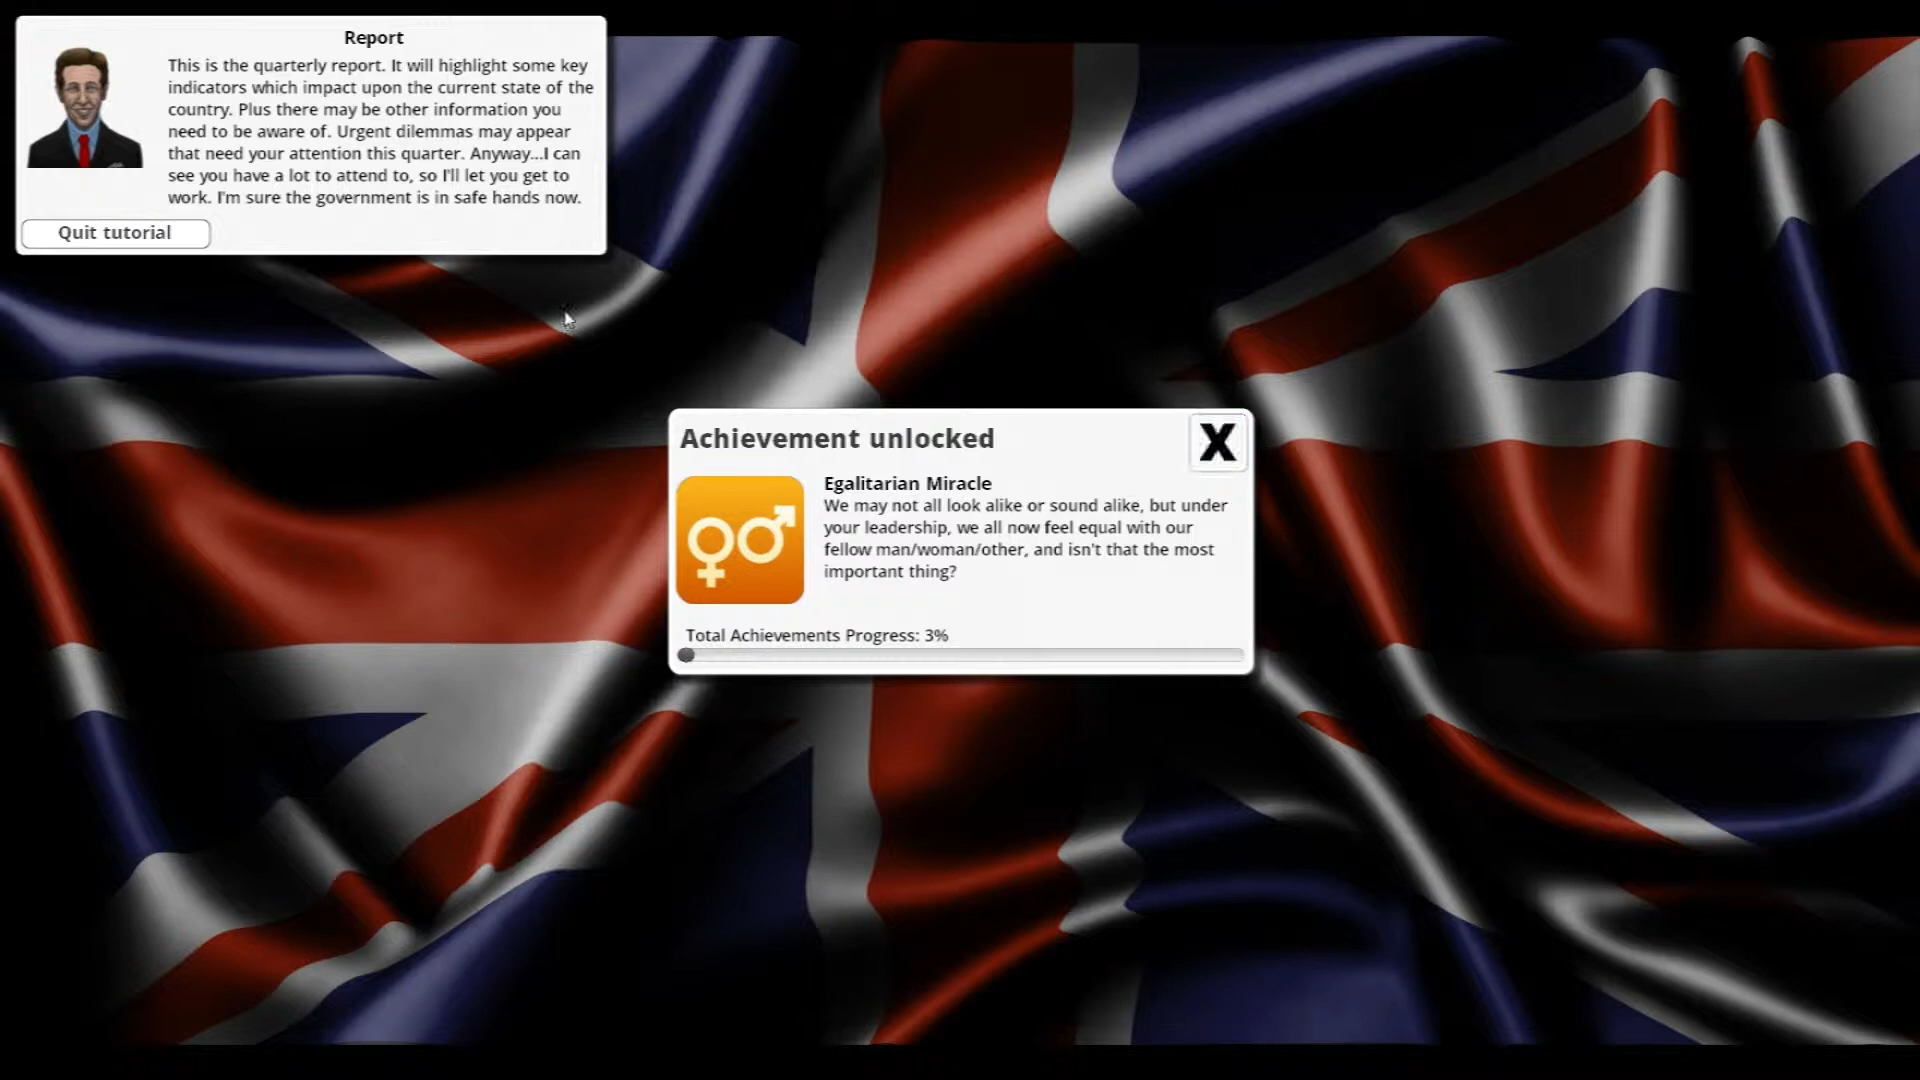 Report
This is the quarterly report. It will highlight some key
indicators which impact upon the current state of the
country. Plus there may be other information you
need to be aware of. Urgent dilemmas may appear
that need your attention this quarter. Anyway...I can
see you have a lot to attend to, so I'll let you get to
work. I'm sure the government is in safe hands now.
Quit tutorial
Achievement unlocked
X
Egalitarian Miracle
We may not all look alike or sound alike, but under
your leadership, we all now feel equal with our
fellow man/woman/other, and isn't that the most
important thing?
Total Achievements Progress: 3%